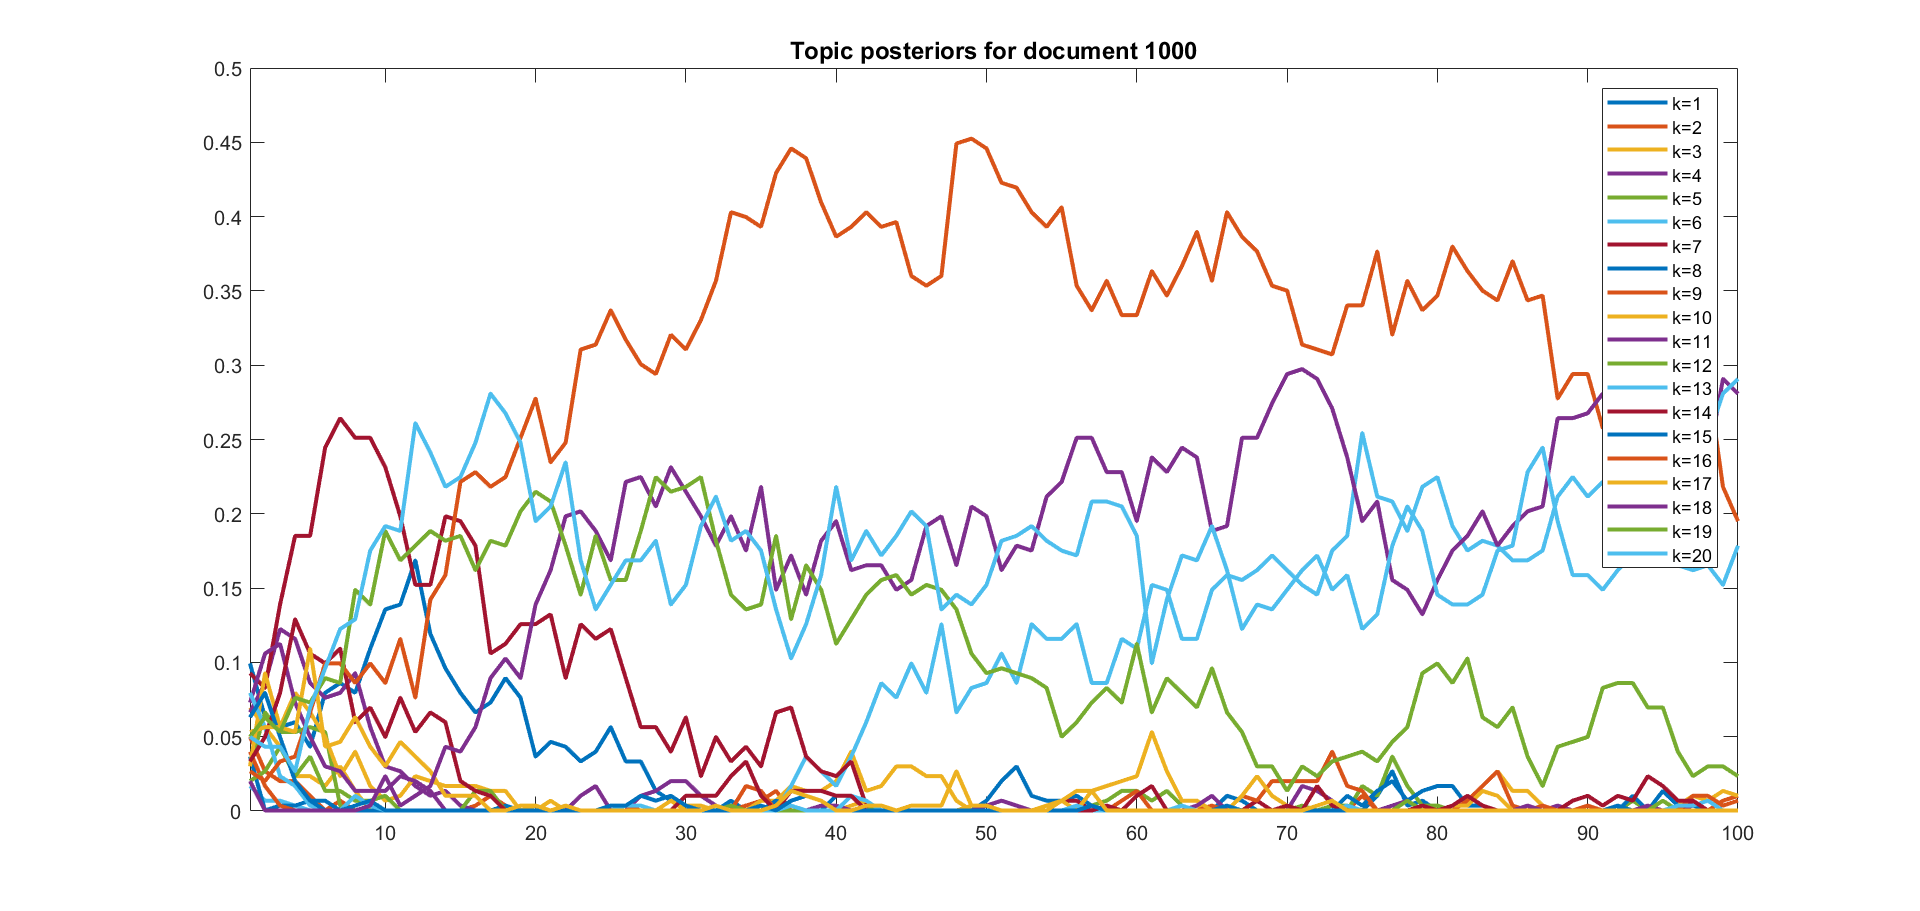 Topic posteriors for document 1000
0.5
0.45
0.4
0.35
0.3
0.25
0.2
0.15
0.1
0.05
0
10 20 30 40 50 60 70 80 90 100
k=1
k=2
k=3
k=4
k=5
k=6
k=7
k=8
k=9
k=10
k=11
k=12
k=13
k=14
k=15
k=16
k=17
k=18
k=19
k=20